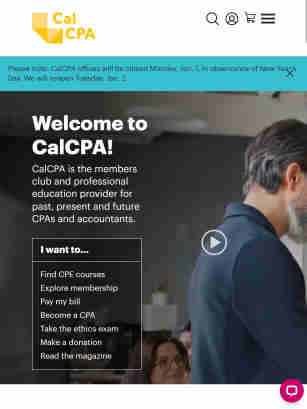 Cal
CPA
Please note: CalCPA offices will be closed Monday, Jan. 1, in observance of New Year's
Day. We will reopen Tuesday, Jan. 2.
Welcome to
CalCPA!
CalCPA is the members
club and professional
education provider for
past, present and future
CPAs and accountants.
I want to...
Find CPE courses
Explore membership
Pay my bill
Become a CPA
Take the ethics exam
Make a donation
Read the magazine